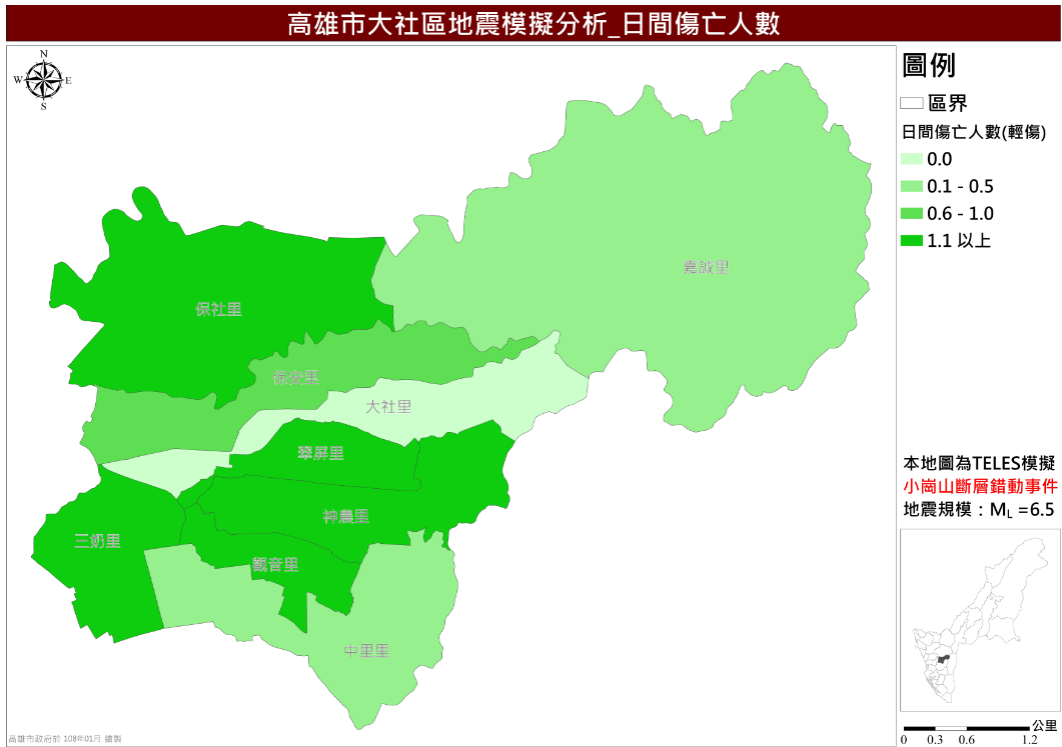 高雄市大社區地震模擬分析_日間傷亡人數
N
W E
S
圖例
區界
日間傷亡人數(輕傷)
0.0
0.1 - 0.5
0.6 - 1.0
1.1 以上
嘉誠里
保社里
保安里
大社里
翠屏里
神農里
三奶里
觀音里
中里里
本地圖為TELES模擬
小崗山斷層錯動事件
地震規模：ML =6.5
公里
0 0.3 0.6 1.2
高雄市政府於 108年01月 繪製